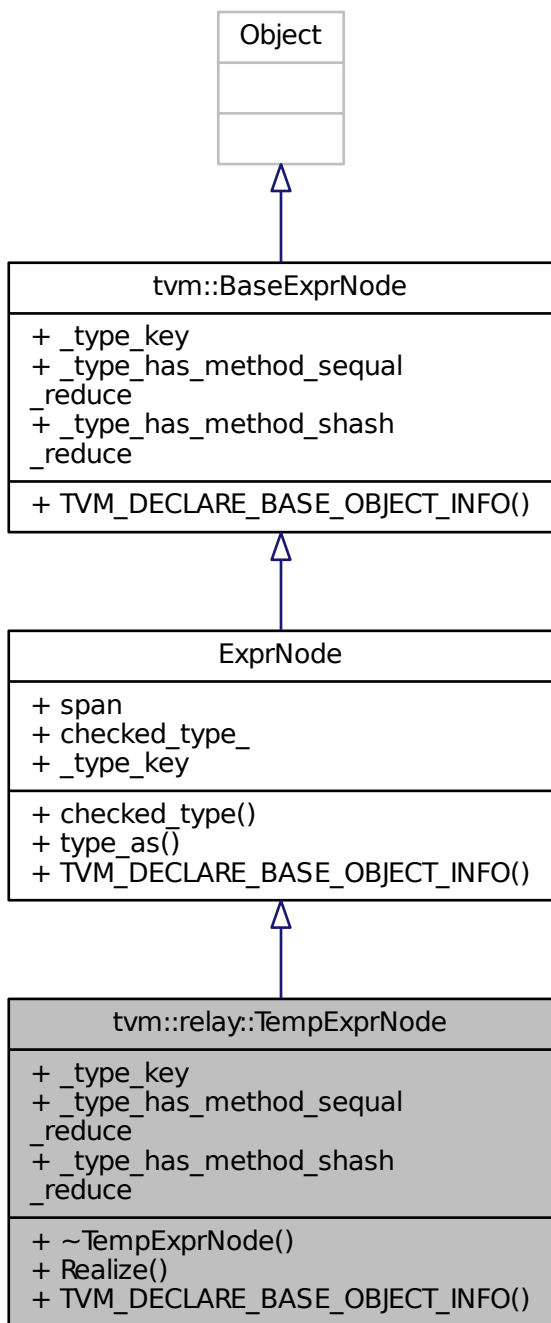 Object
tvm::BaseExprNode
+ _type_key
+ _type_has_method_sequal
_reduce
+ _type_has_method_shash
_reduce
+ TVM_DECLARE_BASE_OBJECT_INFO()
ExprNode
+ span
+ checked_type_
+ _type_key
+ checked_type()
+ type_as()
+ TVM_DECLARE_BASE_OBJECT_INFO()
tvm::relay::TempExprNode
+ _type_key
+ _type_has_method_sequal
_reduce
+ _type_has_method_shash
_reduce
+ ~TempExprNode()
+ Realize()
+ TVM_DECLARE_BASE_OBJECT_INFO()